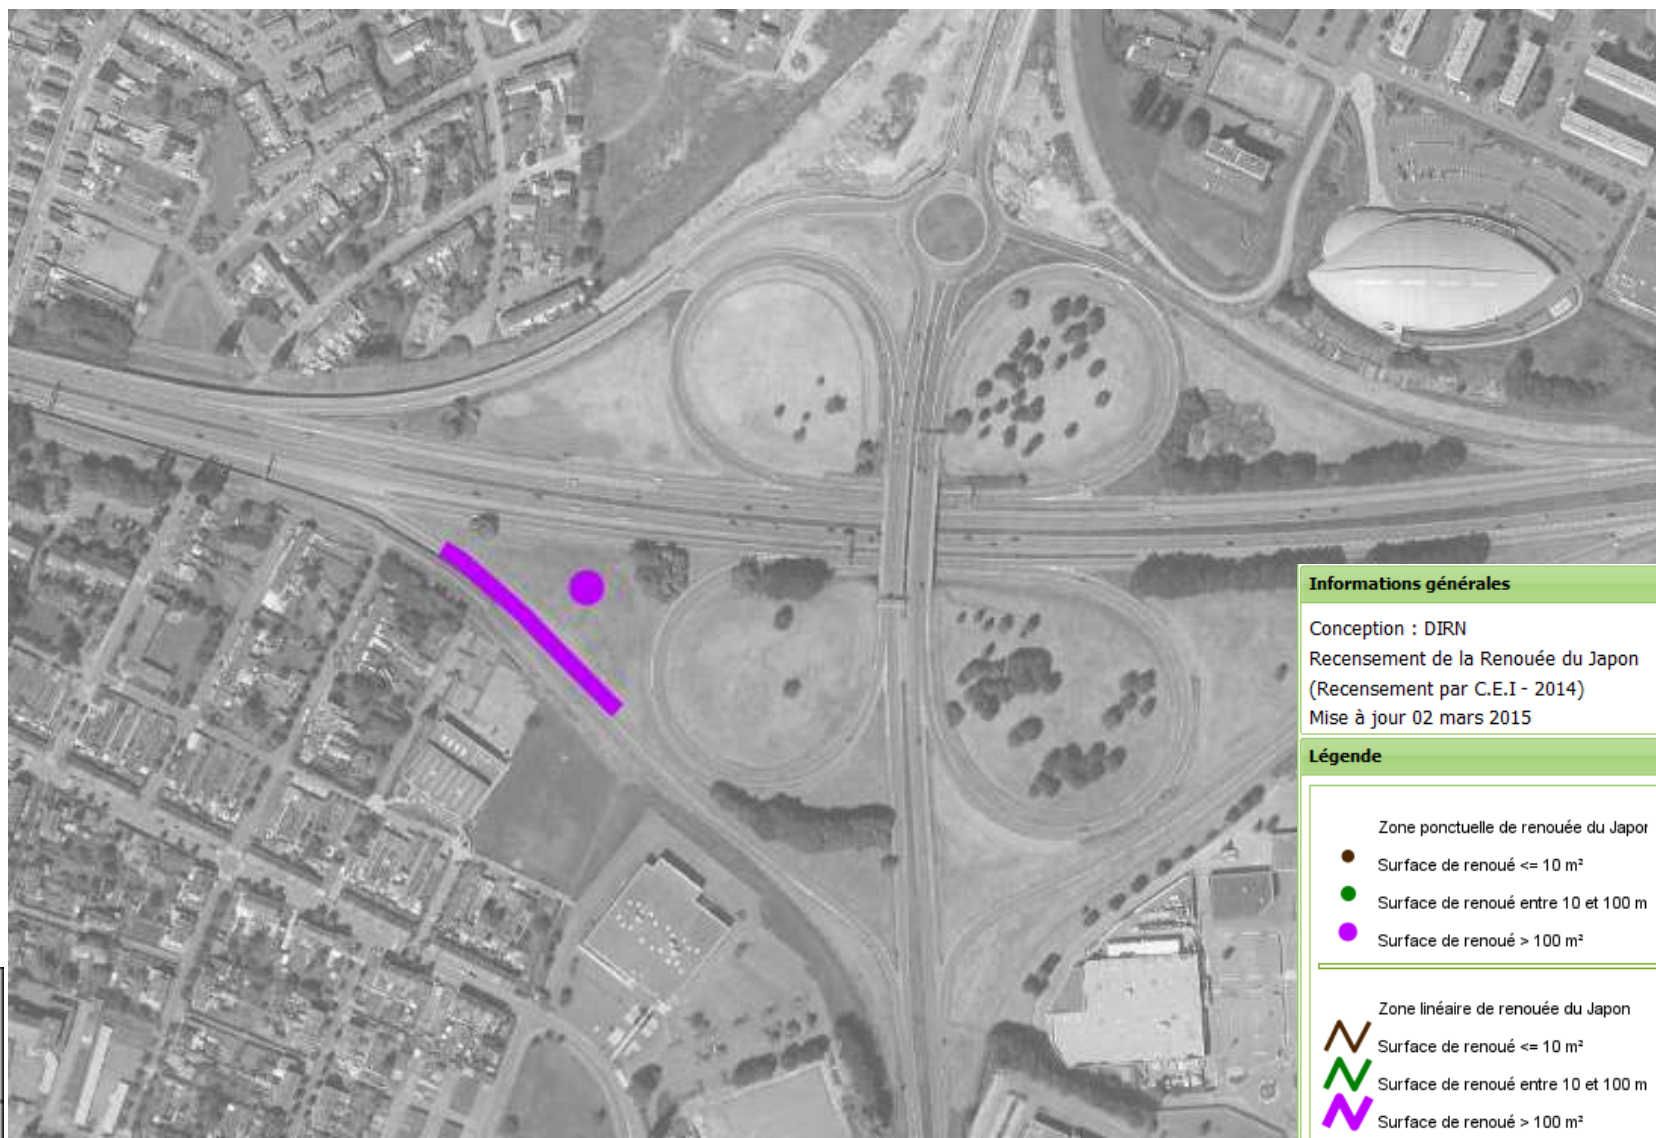 Informations générales
Conception : DIRN
Recensement de la Renouée du Japon
(Recensement par C.E.I - 2014)
Mise à jour 02 mars 2015
Légende
Zone ponctuelle de renouée du Japon
Surface de renoué <= 10 m²
Surface de renoué entre 10 et 100 m
Surface de renoué > 100 m²
Zone linéaire de renouée du Japon
Surface de renoué <= 10 m²
Surface de renoué entre 10 et 100 m
Surface de renoué > 100 m²